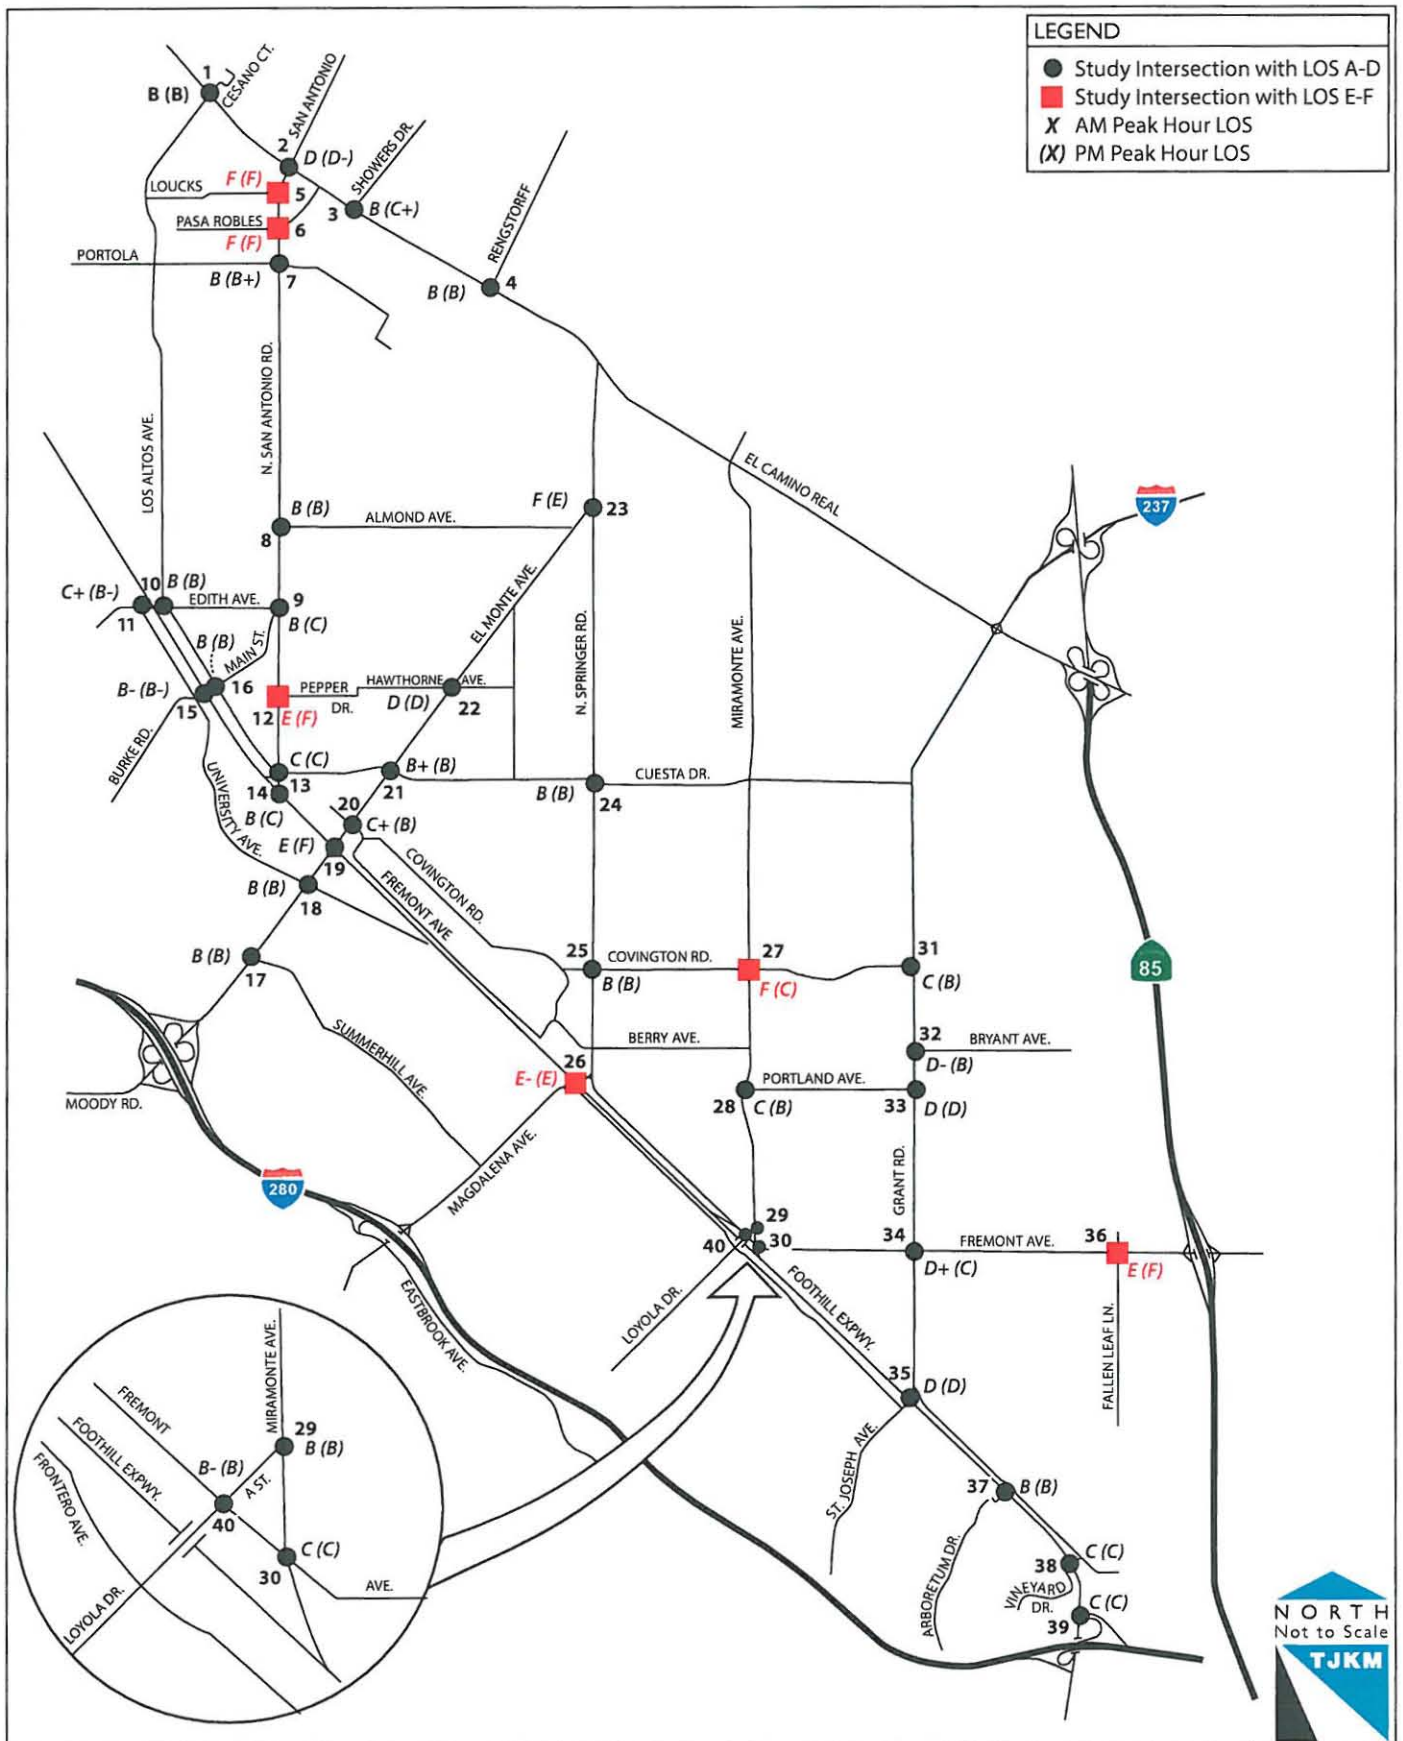 LEGEND
Study Intersection with LOS A-D
Study Intersection with LOS E-F
X AM Peak Hour LOS
(X) PM Peak Hour LOS
1
B (B)
CESANO CT.
SAN ANTONIO
2
D (D-)
SHOWERS DR.
3
B (C+)
RENGSTORFF
4
B (B)
LOUCKS
F (F)
5
PASA ROBLES
6
F (F)
PORTOLA
B (B+)
7
N. SAN ANTONIO RD.
LOS ALTOS AVE.
EL CAMINO REAL
237
B (B)
8
ALMOND AVE.
F (E)
23
10
B (B)
C+ (B-)
11
EDITH AVE.
9
B (C)
EL MONTE AVE.
N. SPRINGER RD.
MIRAMONTE AVE.
B (B)
MAIN ST.
16
B- (B-)
15
BURKE RD.
12
E (F)
PEPPER
DR.
HAWTHORNE
AVE.
D (D)
22
C (C)
13
14
B (C)
B+ (B)
21
B (B)
24
CUESTA DR.
UNIVERSITY AVE.
20
C+ (B)
E (F)
19
COVINGTON RD.
FREMONT AVE
B (B)
18
B (B)
17
25
COVINGTON RD.
B (B)
27
F (C)
31
C (B)
85
SUMMERHILL AVE.
BERRY AVE.
32
BRYANT AVE.
D- (B)
26
E- (E)
PORTLAND AVE.
28
C (B)
33
D (D)
MOODY RD.
MAGDALENA AVE.
280
GRANT RD.
29
40
30
34
FREMONT AVE.
36
D+ (C)
E (F)
EASTBROOK AVE.
LOYOLA DR.
FOOTHILL EXPWY.
FALLEN LEAF LN.
35
D (D)
ST. JOSEPH AVE.
37
B (B)
ARBORETUM DR.
38
C (C)
VINEYARD
DR.
C (C)
39
MIRAMONTE AVE.
FREMONT
FOOTHILL EXPWY.
FRONTERO AVE.
29
B (B)
B- (B)
A ST.
40
C (C)
30
AVE.
LOYOLA DR.
NORTH
Not to Scale
TJKM